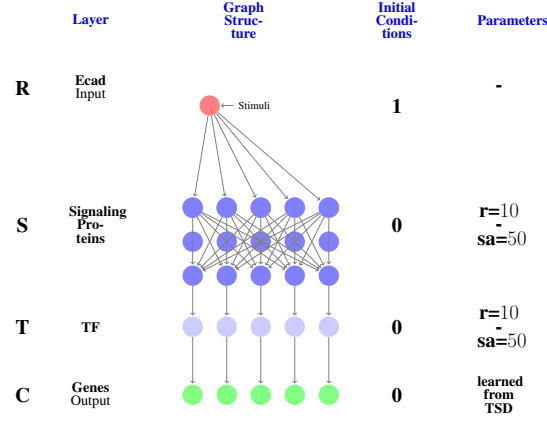 Layer
Graph
Struc-
ture
Initial
Condi-
tions
Parameters
R
Ecad
Input
Stimuli
1
-
S
Signaling
Pro-
teins
0
r=10
-
sa=50
T
TF
0
r=10
-
sa=50
C
Genes
Output
0
learned
from
TSD